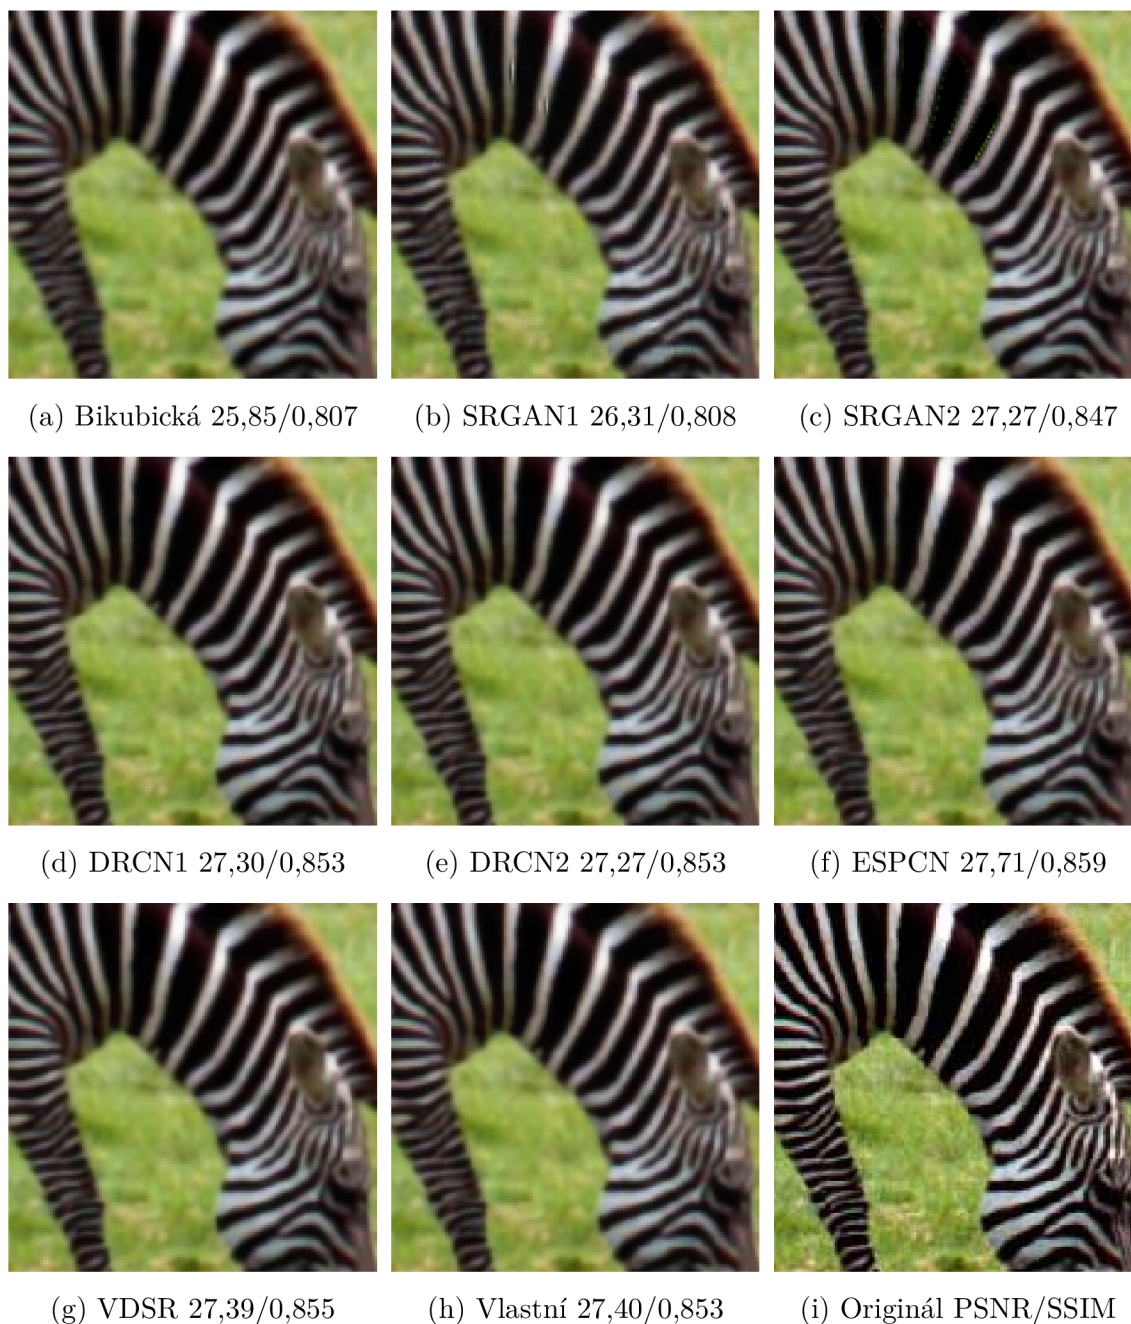 (a) Bikubická 25,85/0,807
(b) SRGAN1 26,31/0,808
(c) SRGAN2 27,27/0,847
(d) DRCN1 27,30/0,853
(e) DRCN2 27,27/0,853
(f) ESPCN 27,71/0,859
(g) VDSR 27,39/0,855
(h) Vlastní 27,40/0,853
(i) Originál PSNR/SSIM